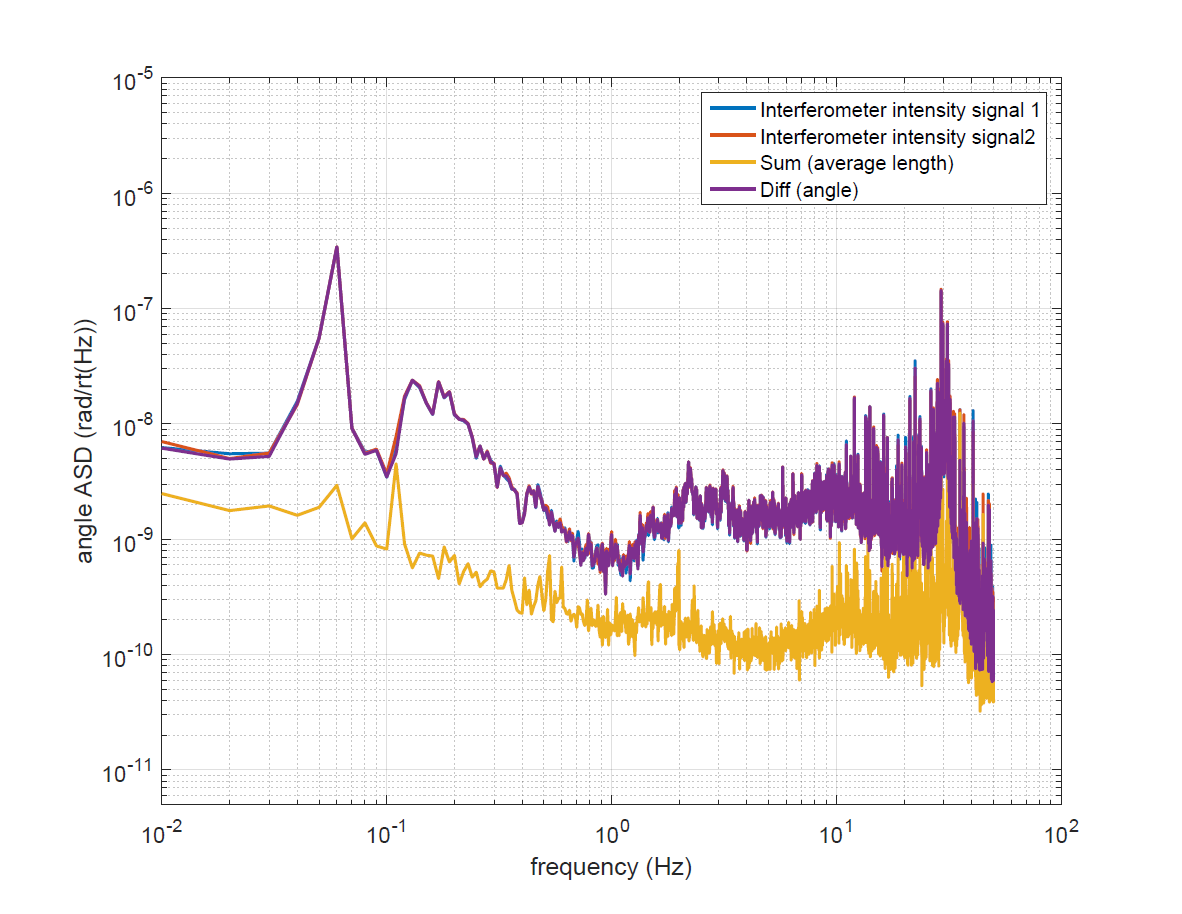 10^-5
10^-6
10^-7
10^-8
10^-9
10^-10
10^-11
angle ASD (rad/rt(Hz))
Interferometer intensity signal 1
Interferometer intensity signal2
Sum (average length)
Diff (angle)
10^-2 10^-1 10^0 10^1 10^2
frequency (Hz)